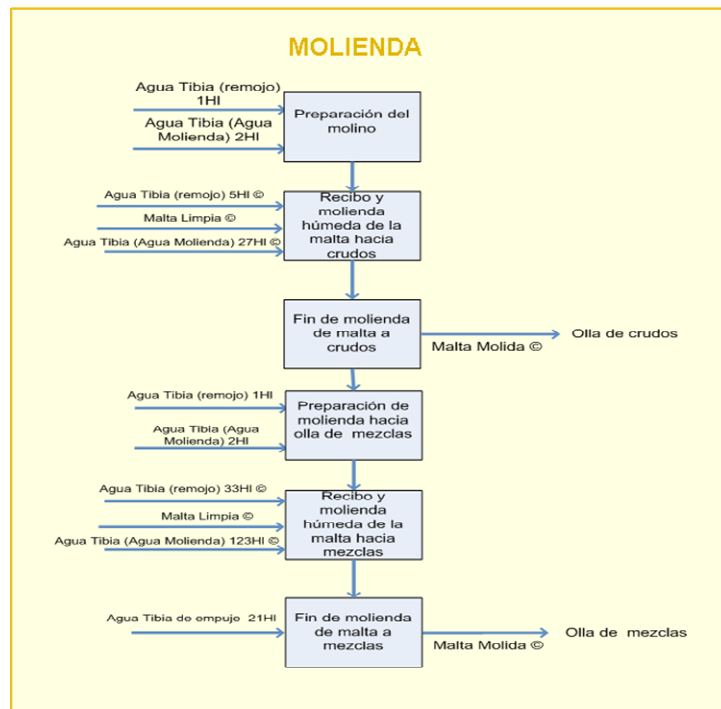 MOLIENDA
Agua Tibia (remojo)
1Hl
Agua Tibia (Agua
Molienda) 2Hl
Preparación del
molino
Agua Tibia (remojo) 5Hl ©
Malta Limpia ©
Agua Tibia (Agua Molienda) 27Hl ©
Recibo y
molienda
húmeda de la
malta hacia
crudos
Fin de molienda
de malta a
crudos
Malta Molida ©
Olla de crudos
Agua Tibia (remojo) 1Hl
Agua Tibia (Agua
Molienda) 2Hl
Preparación de
molienda hacia
olla de mezclas
Agua Tibia (remojo) 33Hl ©
Malta Limpia ©
Agua Tibia (Agua Molienda) 123Hl ©
Recibo y
molienda
húmeda de la
malta hacia
mezclas
Agua Tibia de empuje 21Hl
Fin de molienda
de malta a
mezclas
Malta Molida ©
Olla de mezclas